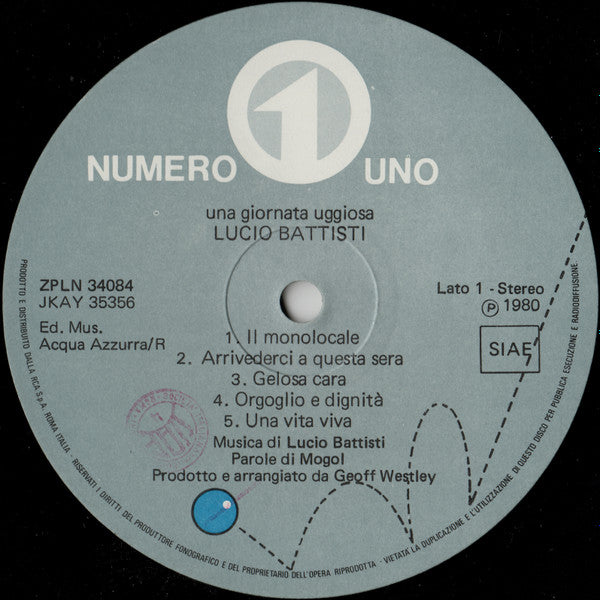 NUMERO 1 UNO
una giornata uggiosa
LUCIO BATTISTI
ZPLN 34084
JKAY 35356
Ed. Mus.
Acqua Azzurra/R
Lato 1 - Stereo
Ⓟ 1980
SIAE
1. Il monolocale
2. Arrivederci a questa sera
3. Gelosa cara
4. Orgoglio e dignità
5. Una vita viva
Musica di Lucio Battisti
Parole di Mogol
Prodotto e arrangiato da Geoff Westley
PRODOTTO E DISTRIBUITO DALLA RCA S.p.A. ROMA ITALIA - RISERVATI I DIRITTI DEL PRODUTTORE FONOGRAFICO E DEL PROPRIETARIO DELL'OPERA RIPRODOTTA - VIETATA LA DUPLICAZIONE E L'UTILIZZAZIONE DI QUESTO DISCO PER PUBBLICA ESECUZIONE E RADIODIFFUSIONE.